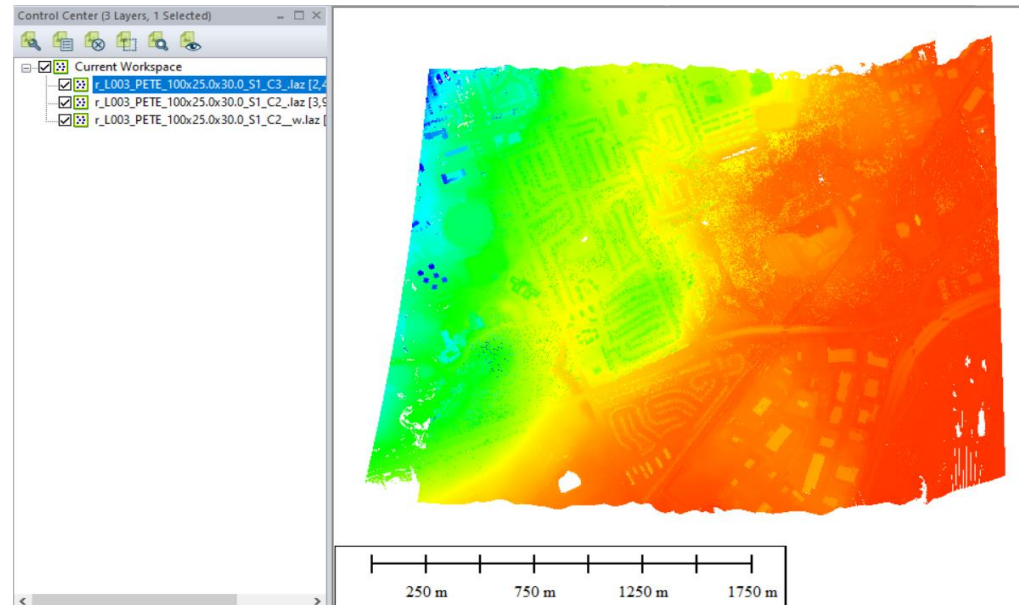 Control Center (3 Layers, 1 Selected)
Current Workspace
r_L003_PETE_100x25.0x30.0_S1_C3_.laz [2,4
r_L003_PETE_100x25.0x30.0_S1_C2_.laz [3,9
r_L003_PETE_100x25.0x30.0_S1_C2__w.laz [
250 m 750 m 1250 m 1750 m